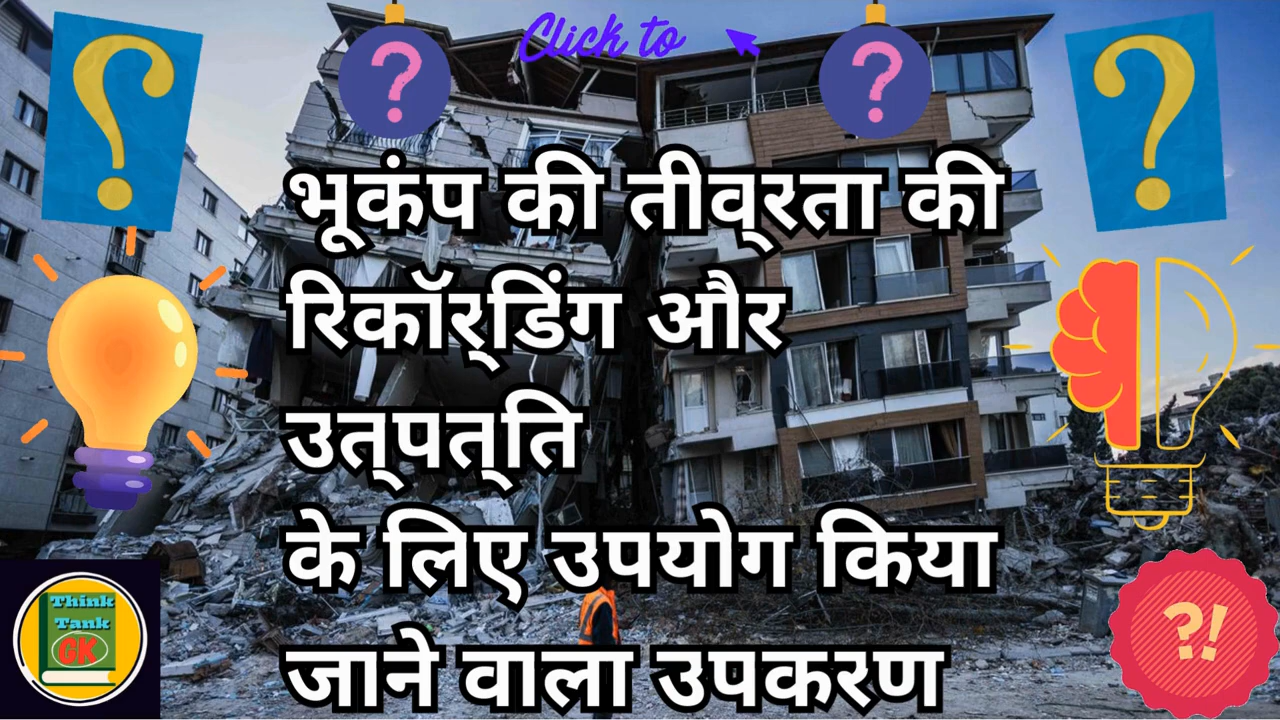 Click to
भूकंप की तीव्रता की
रिकॉर्डिंग और
उत्पत्ति
के लिए उपयोग किया
जाने वाला उपकरण
Think
Tank
GK
?!